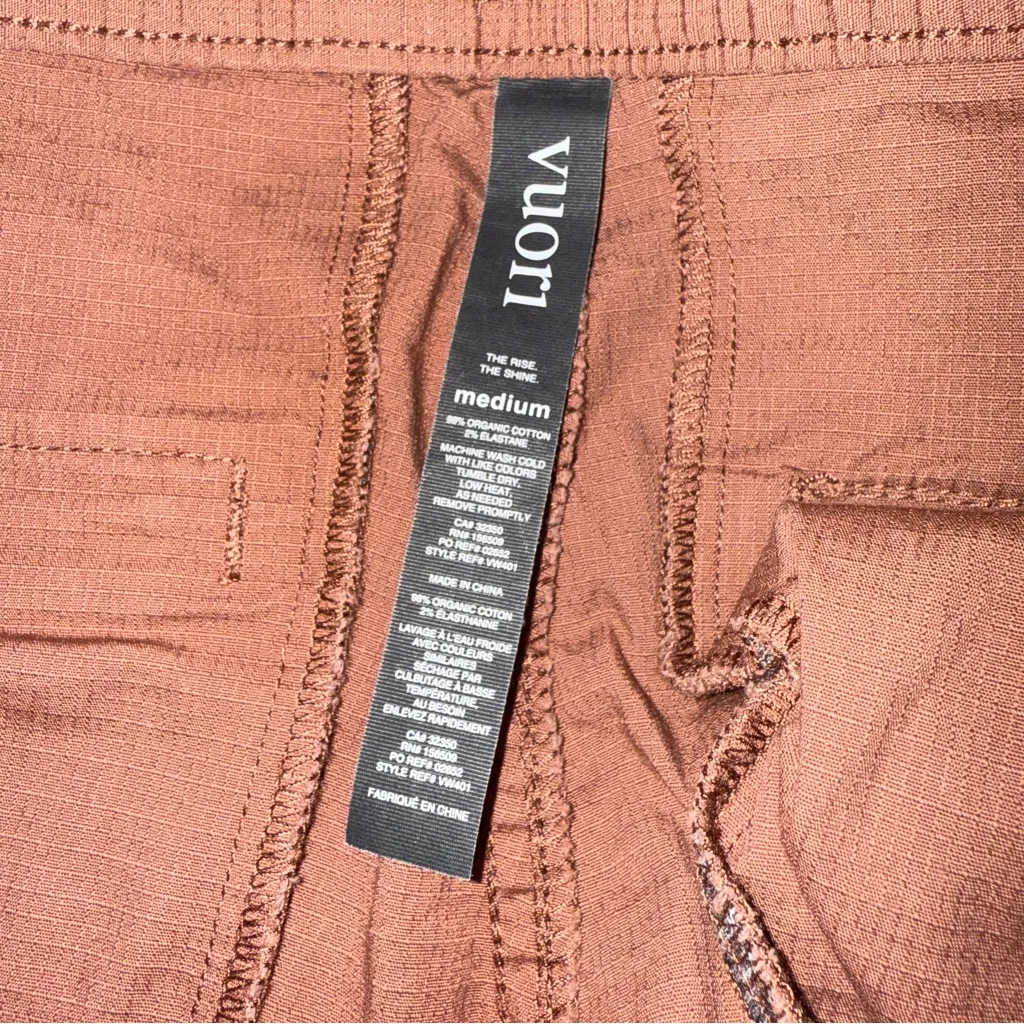 vuori
THE RISE.
THE SHINE.
medium
98% ORGANIC COTTON
2% ELASTANE
MACHINE WASH COLD
WITH LIKE COLORS
TUMBLE DRY.
LOW HEAT,
AS NEEDED
REMOVE PROMPTLY
CA# 32350
RN# 156509
PO REF# 02652
STYLE REF# VW401
MADE IN CHINA
98% ORGANIC COTON
2% ÉLASTHANNE
LAVAGE À L'EAU FROIDE
AVEC COULEURS
SIMILAIRES
SÉCHAGE PAR
CULBUTAGE À BASSE
TEMPÉRATURE,
AU BESOIN
ENLEVEZ RAPIDEMENT
CA# 32350
RN# 156509
PO REF# 02652
STYLE REF# VW401
FABRIQUÉ EN CHINE